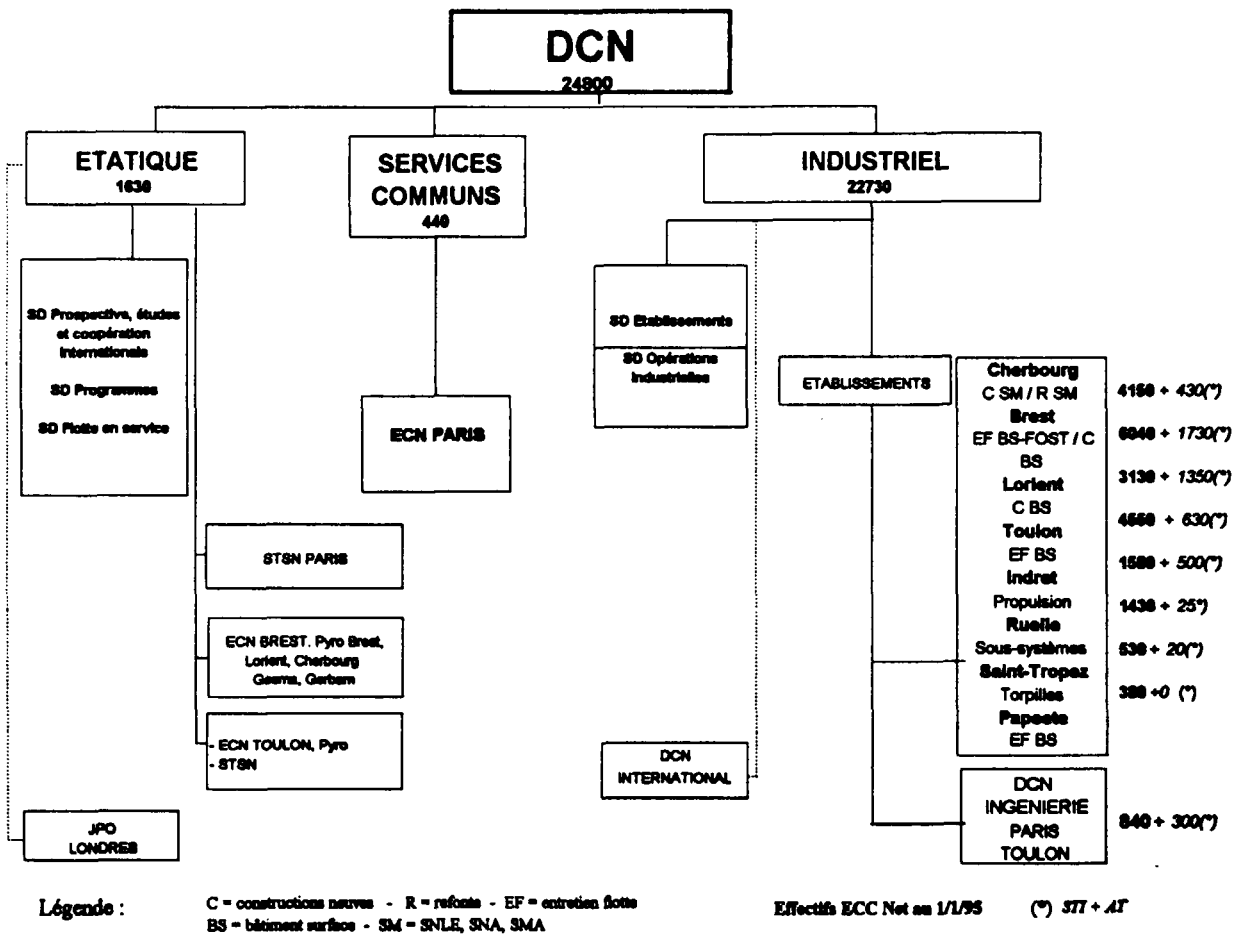 DCN
24800
ETATIQUE
1630
SERVICES
COMMUNS
440
INDUSTRIEL
22730
SD Prospective, études
et coopération
internationale
SD Programmes
SD Flotte en service
ECN PARIS
SD Etablissements
SD Opérations
Industrielles
ETABLISSEMENTS
Cherbourg
C SM / R SM
Brest
EF BS-FOST / C
BS
Lorient
C BS
Toulon
EF BS
Indret
Propulsion
Ruelle
Sous-systèmes
Saint-Tropez
Torpilles
Papeete
EF BS
4150 + 430(*)
6040 + 1730(*)
3130 + 1350(*)
+ 630(*)
+ 500(*)
1430 + 25*)
530 + 20(*)
+0 (*)
STSN PARIS
ECN BREST, Pyro Brest,
Lorient, Cherbourg
Gesma, Gerbam
- ECN TOULON, Pyro
- STSN
DCN
INTERNATIONAL
DCN
INGENIERIE
PARIS
TOULON
840 + 300(*)
JPO
LONDRES
Légende :
C = constructions neuves - R = refonte - EF = entretien flotte
BS = bâtiment surface - SM = SNLE, SNA, SMA
Effectifs ECC Net au 1/1/95 (*) STI + AT